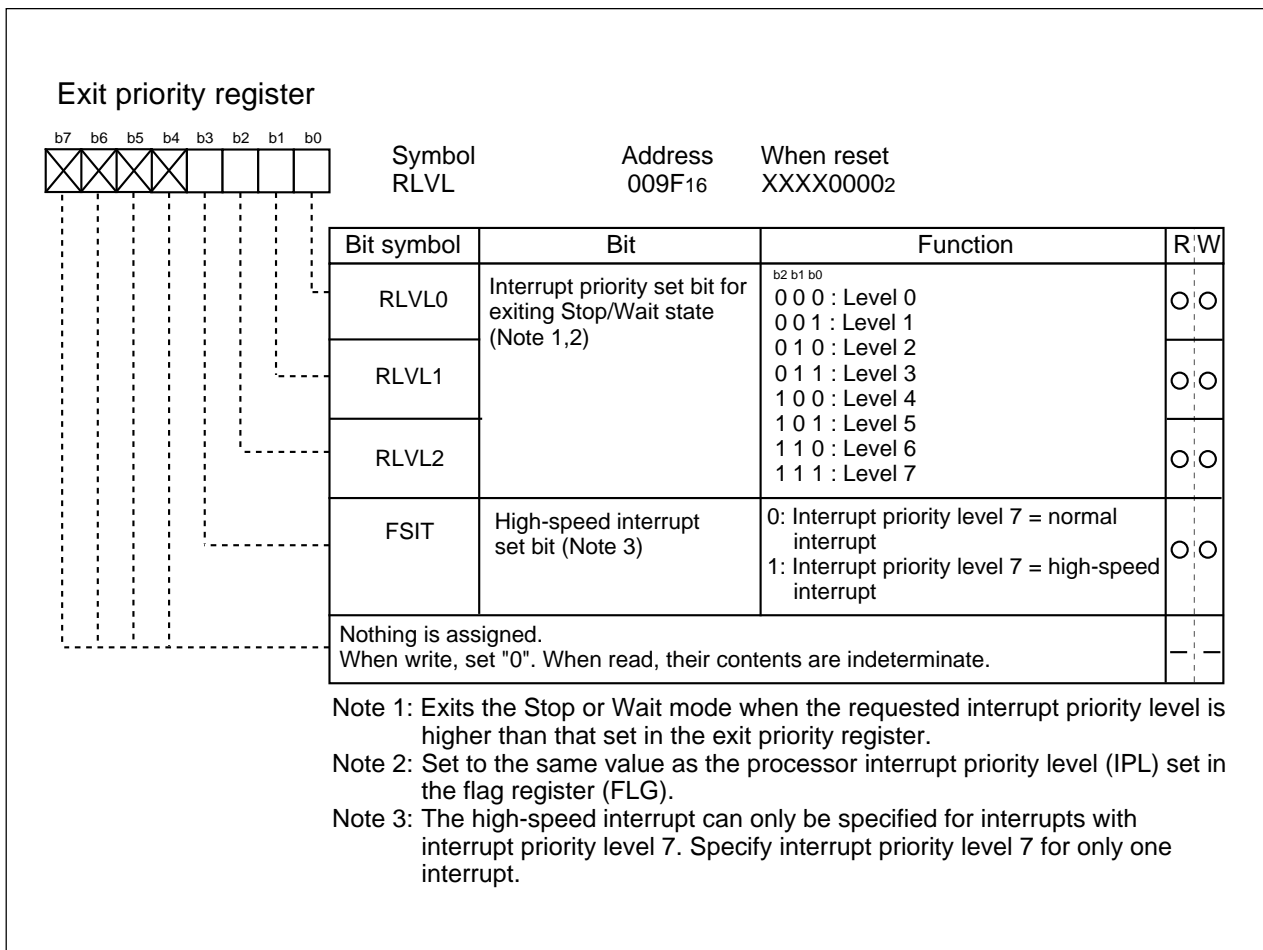 Exit priority register
b7 b6 b5 b4 b3 b2 b1 b0
Symbol Address When reset
RLVL 009F16 XXXX00002
Bit symbol Bit Function R W
RLVL0 Interrupt priority set bit for exiting Stop/Wait state (Note 1,2)
b2 b1 b0
0 0 0 : Level 0
0 0 1 : Level 1
0 1 0 : Level 2
RLVL1
0 1 1 : Level 3
1 0 0 : Level 4
1 0 1 : Level 5
RLVL2
1 1 0 : Level 6
1 1 1 : Level 7
FSIT
High-speed interrupt
set bit (Note 3)
0: Interrupt priority level 7 = normal
interrupt
1: Interrupt priority level 7 = high-speed
interrupt
Nothing is assigned.
When write, set "0". When read, their contents are indeterminate.
Note 1: Exits the Stop or Wait mode when the requested interrupt priority level is
higher than that set in the exit priority register.
Note 2: Set to the same value as the processor interrupt priority level (IPL) set in
the flag register (FLG).
Note 3: The high-speed interrupt can only be specified for interrupts with
interrupt priority level 7. Specify interrupt priority level 7 for only one
interrupt.